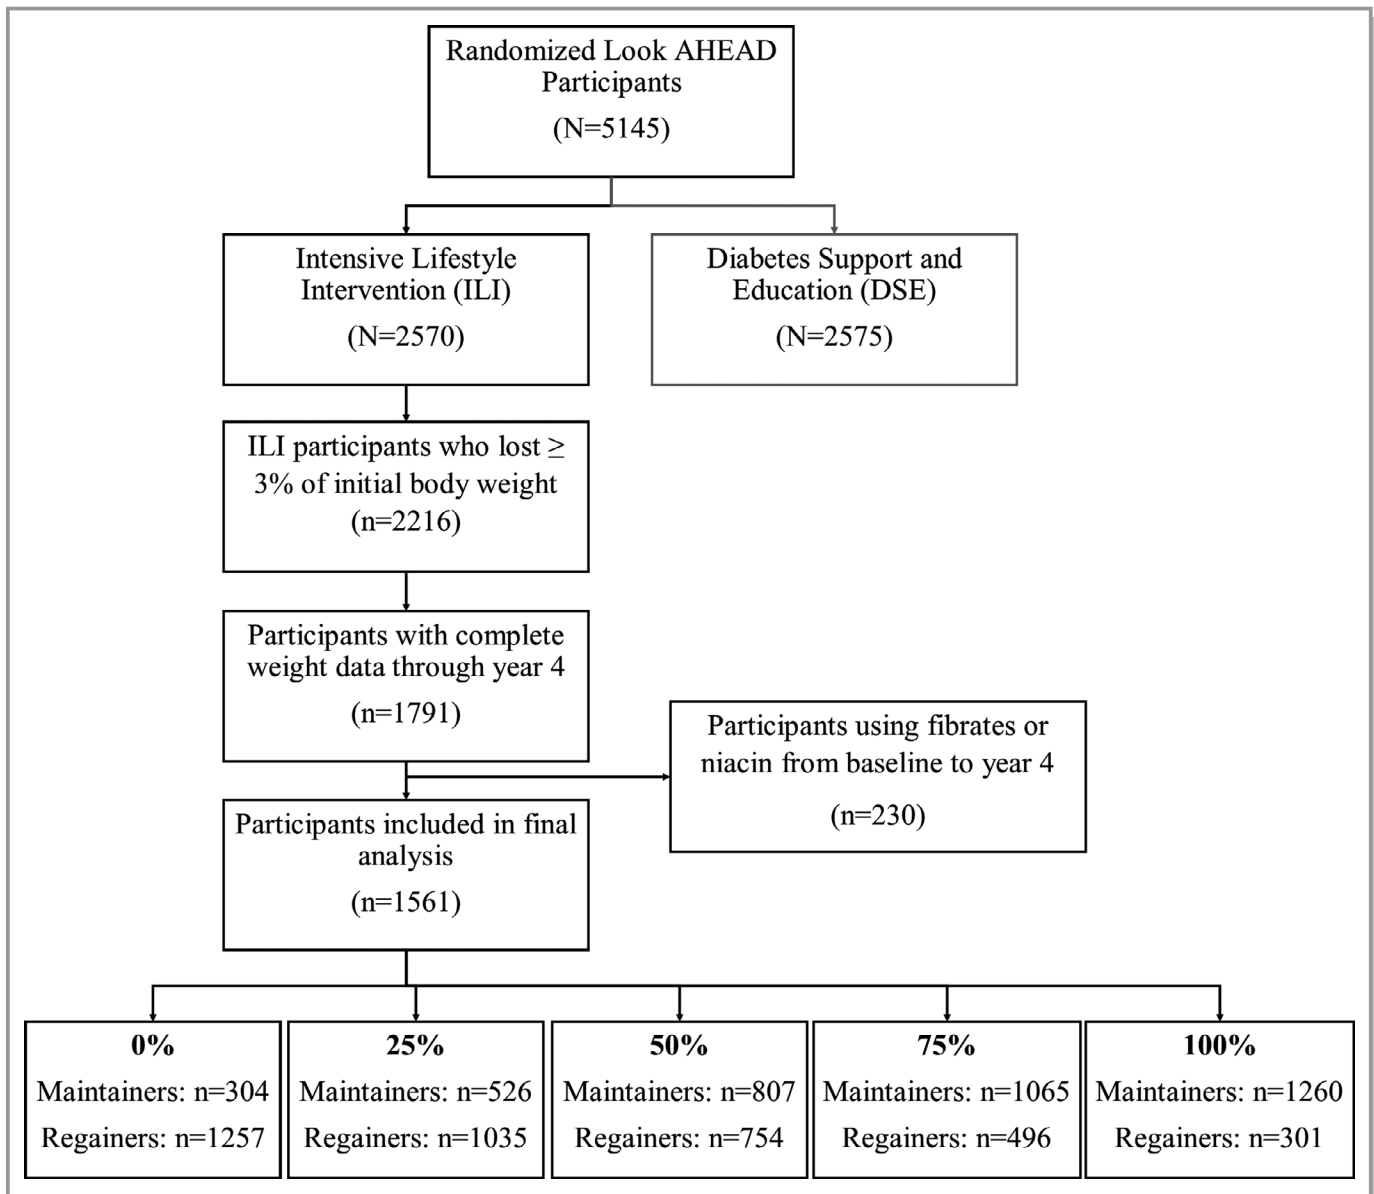 Randomized Look AHEAD
Participants
(N=5145)
Intensive Lifestyle
Intervention (ILI)
(N=2570)
Diabetes Support and
Education (DSE)
(N=2575)
ILI participants who lost ≥
3% of initial body weight
(n=2216)
Participants with complete
weight data through year 4
(n=1791)
Participants using fibrates or
niacin from baseline to year 4
(n=230)
Participants included in final
analysis
(n=1561)
0%
Maintainers: n=304
Regainers: n=1257
25%
Maintainers: n=526
Regainers: n=1035
50%
Maintainers: n=807
Regainers: n=754
75%
Maintainers: n=1065
Regainers: n=496
100%
Maintainers: n=1260
Regainers: n=301